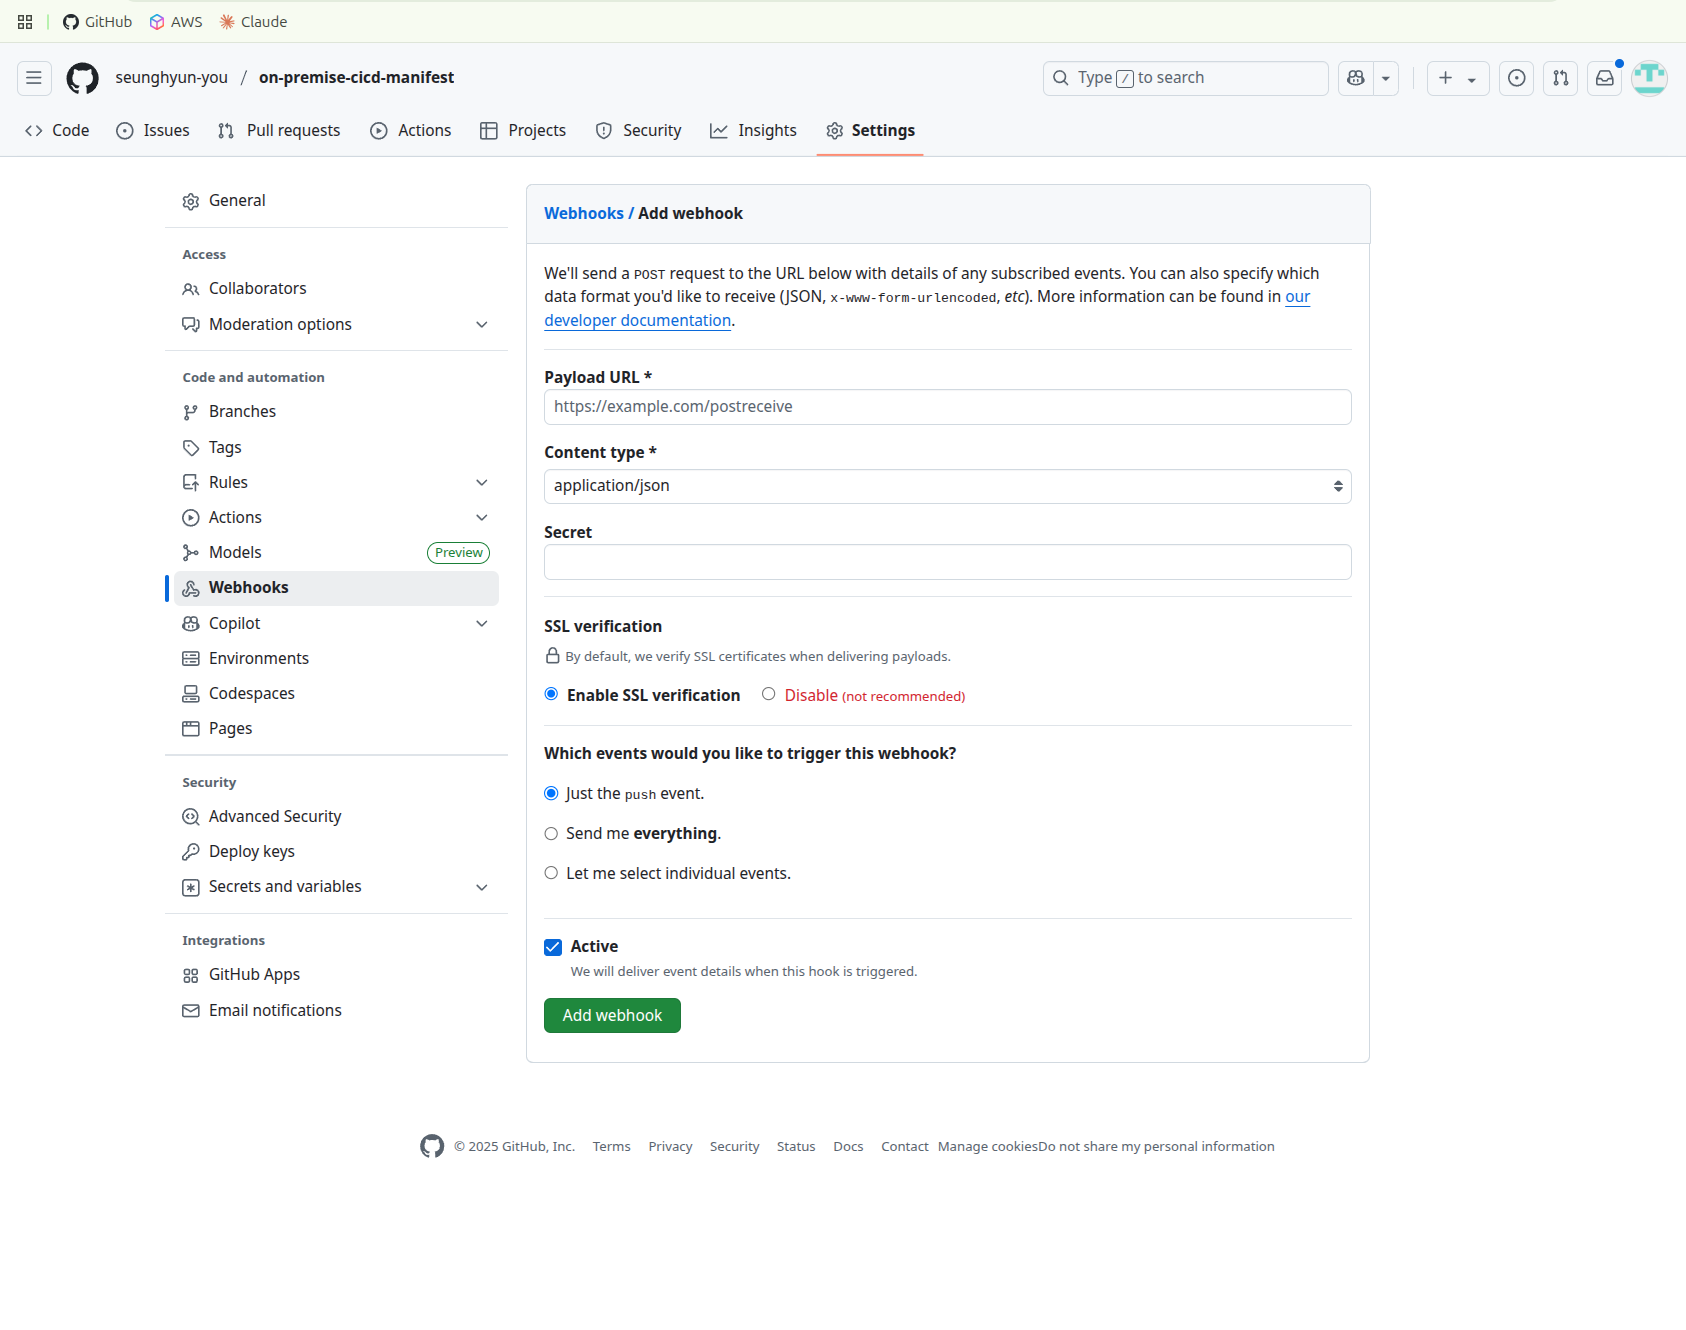 GitHub AWS Claude
seunghyun-you / on-premise-cicd-manifest
Type / to search
Code Issues Pull requests Actions Projects Security Insights Settings
General
Access
Collaborators
Moderation options
Code and automation
Branches
Tags
Rules
Actions
Models Preview
Webhooks
Copilot
Environments
Codespaces
Pages
Security
Advanced Security
Deploy keys
Secrets and variables
Integrations
GitHub Apps
Email notifications
Webhooks / Add webhook
We'll send a POST request to the URL below with details of any subscribed events. You can also specify which
data format you'd like to receive (JSON, x-www-form-urlencoded, etc). More information can be found in our
developer documentation.
Payload URL *
https://example.com/postreceive
Content type *
application/json
Secret
SSL verification
By default, we verify SSL certificates when delivering payloads.
Enable SSL verification Disable (not recommended)
Which events would you like to trigger this webhook?
Just the push event.
Send me everything.
Let me select individual events.
Active
We will deliver event details when this hook is triggered.
Add webhook
© 2025 GitHub, Inc. Terms Privacy Security Status Docs Contact Manage cookies Do not share my personal information